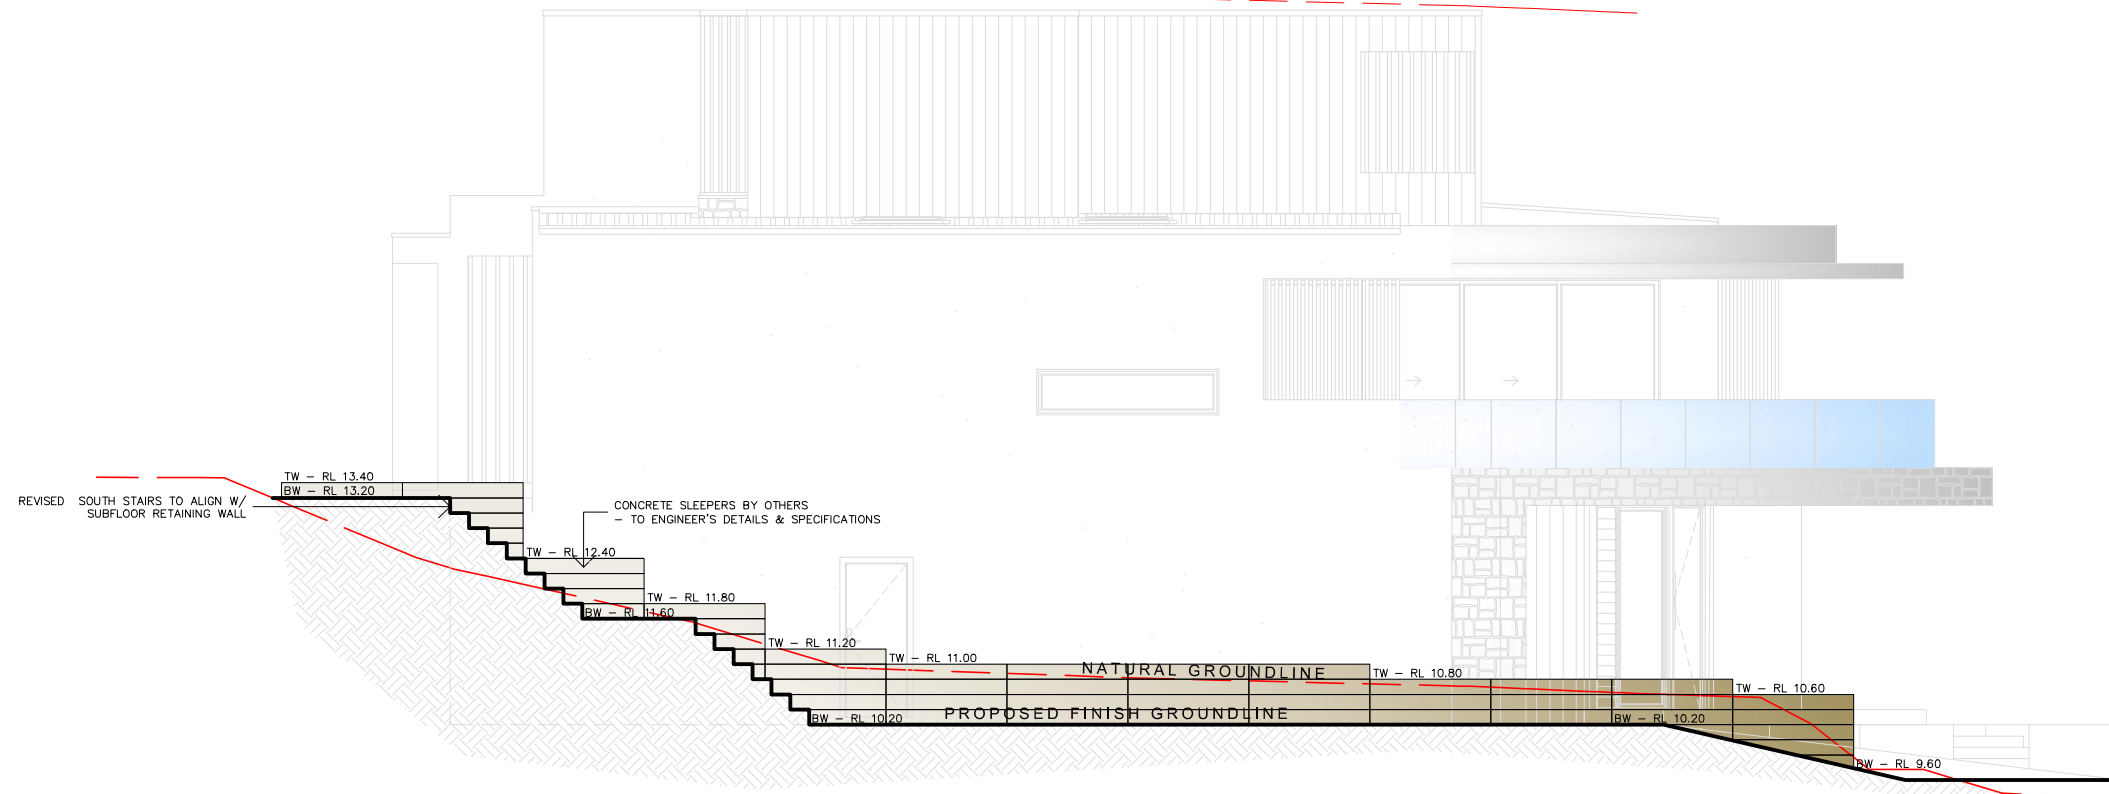 TW – RL 13.40
BW – RL 13.20
REVISED SOUTH STAIRS TO ALIGN W/
SUBFLOOR RETAINING WALL
CONCRETE SLEEPERS BY OTHERS
– TO ENGINEER'S DETAILS & SPECIFICATIONS
TW – RL 12.40
TW – RL 11.80
BW – RL 11.60
TW – RL 11.20
TW – RL 11.00
NATURAL GROUNDLINE
TW – RL 10.80
TW – RL 10.60
BW – RL 10.20
PROPOSED FINISH GROUNDLINE
BW – RL 10.20
BW – RL 9.60